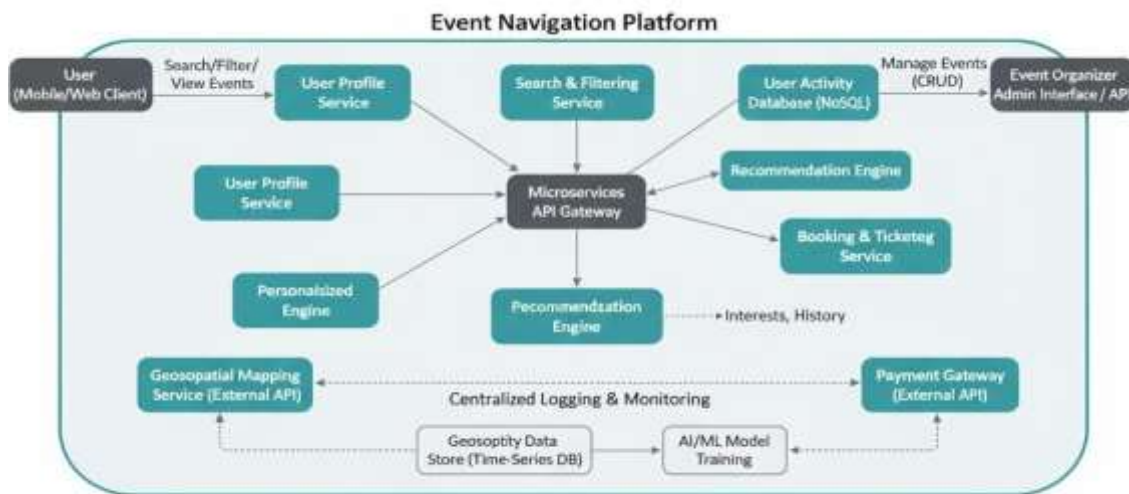 Event Navigation Platform
User
(Mobile/Web Client)
Search/Filter/
View Events
User Profile
Service
Search & Filtering
Service
User Activity
Database (NoSQL)
Manage Events
(CRUD)
Event Organizer
Admin Interface / API
User Profile
Service
Microservices
API Gateway
Recommendation Engine
Booking & Ticketeg
Service
Personalsized
Engine
Pecommendzation
Engine
Interests, History
Geosopatial Mapping
Service (External API)
Centralized Logging & Monitoring
Payment Gateway
(External API)
Geosoptity Data
Store (Time-Series DB)
AI/ML Model
Training